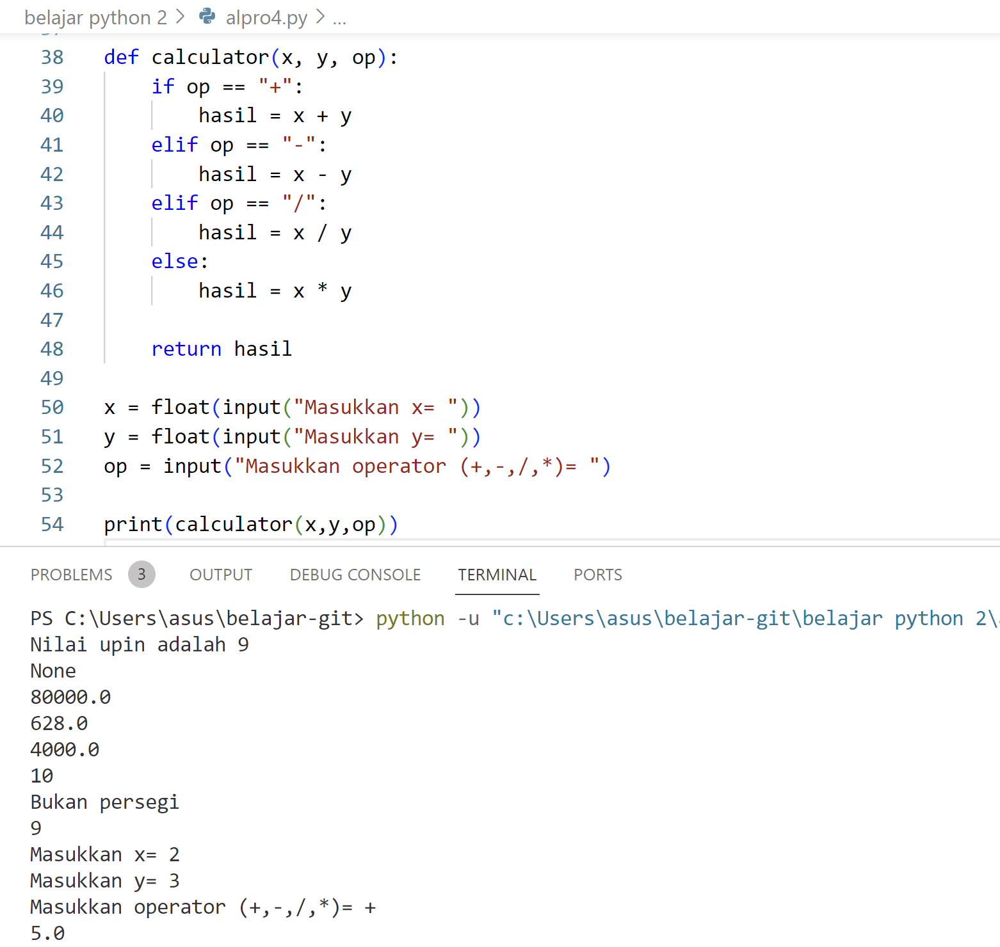 belajar python 2 > alpro4.py > ...
38 def calculator(x, y, op):
39     if op == "+":
40         hasil = x + y
41     elif op == "-":
42         hasil = x - y
43     elif op == "/":
44         hasil = x / y
45     else:
46         hasil = x * y
47
48     return hasil
49
50 x = float(input("Masukkan x= "))
51 y = float(input("Masukkan y= "))
52 op = input("Masukkan operator (+,-,/,*)= ")
53
54 print(calculator(x,y,op))
PROBLEMS 3 OUTPUT DEBUG CONSOLE TERMINAL PORTS
PS C:\Users\asus\belajar-git> python -u "c:\Users\asus\belajar-git\belajar python 2\
Nilai upin adalah 9
None
80000.0
628.0
4000.0
10
Bukan persegi
9
Masukkan x= 2
Masukkan y= 3
Masukkan operator (+,-,/,*)= +
5.0